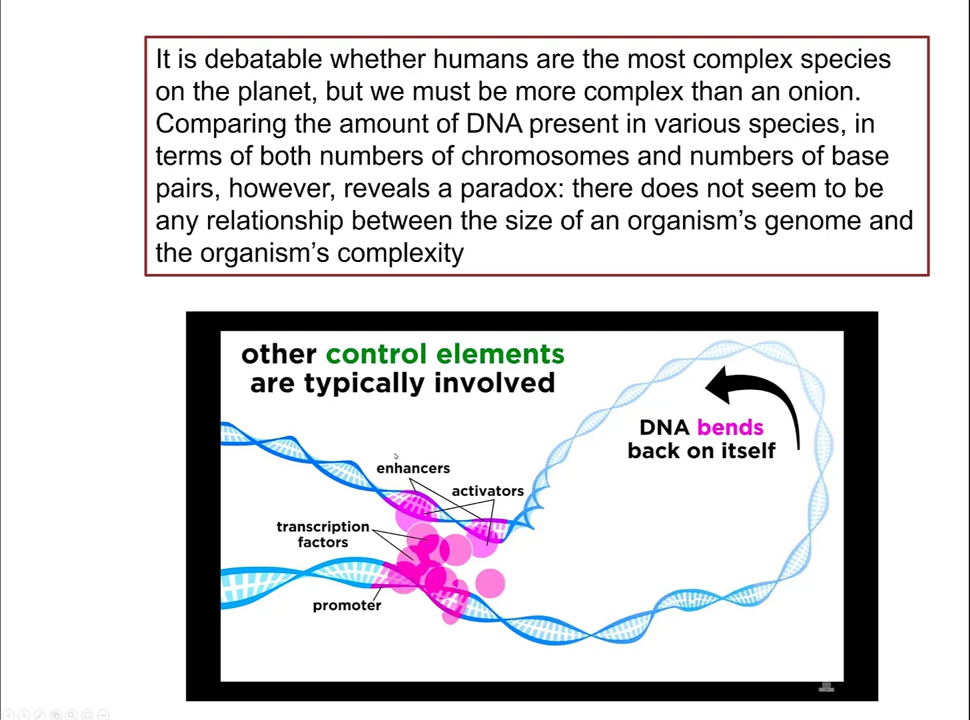 It is debatable whether humans are the most complex species
on the planet, but we must be more complex than an onion.
Comparing the amount of DNA present in various species, in
terms of both numbers of chromosomes and numbers of base
pairs, however, reveals a paradox: there does not seem to be
any relationship between the size of an organism’s genome and
the organism’s complexity
other control elements
are typically involved
DNA bends
back on itself
enhancers
activators
transcription
factors
promoter